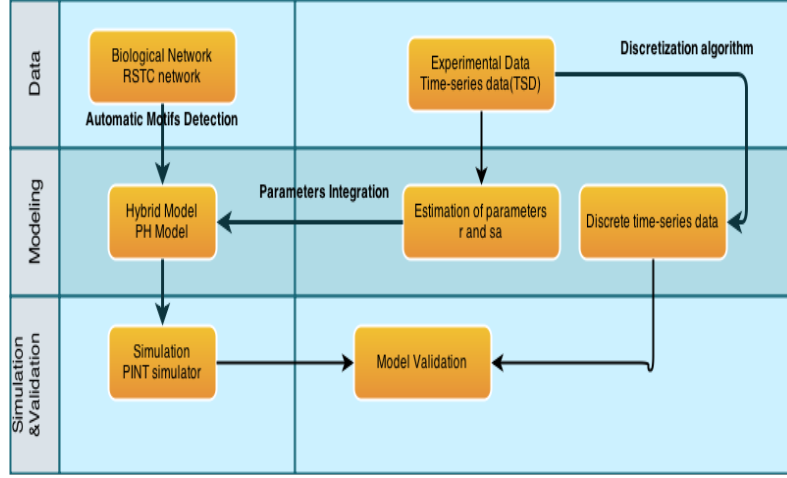 Data
Biological Network
RSTC network
Experimental Data
Time-series data(TSD)
Discretization algorithm
Automatic Motifs Detection
Modeling
Hybrid Model
PH Model
Parameters Integration
Estimation of parameters
r and sa
Discrete time-series data
Simulation
&Validation
Simulation
PINT simulator
Model Validation